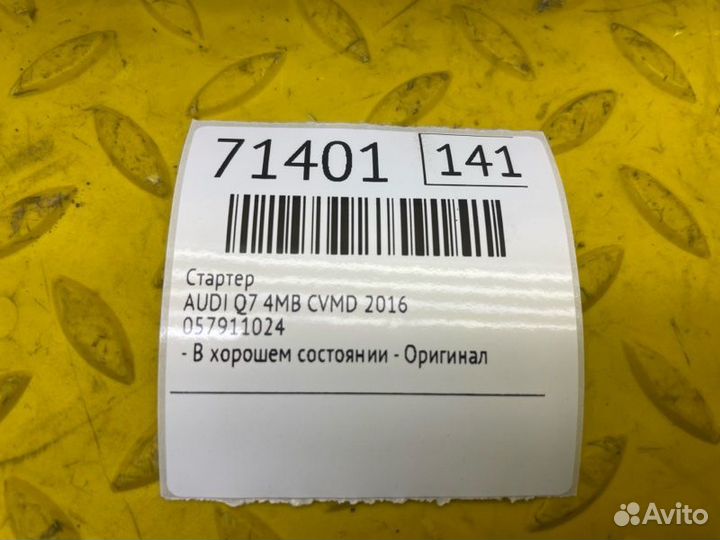 71401 141
Стартер
AUDI Q7 4MB CVMD 2016
057911024
- В хорошем состоянии - Оригинал
Avito